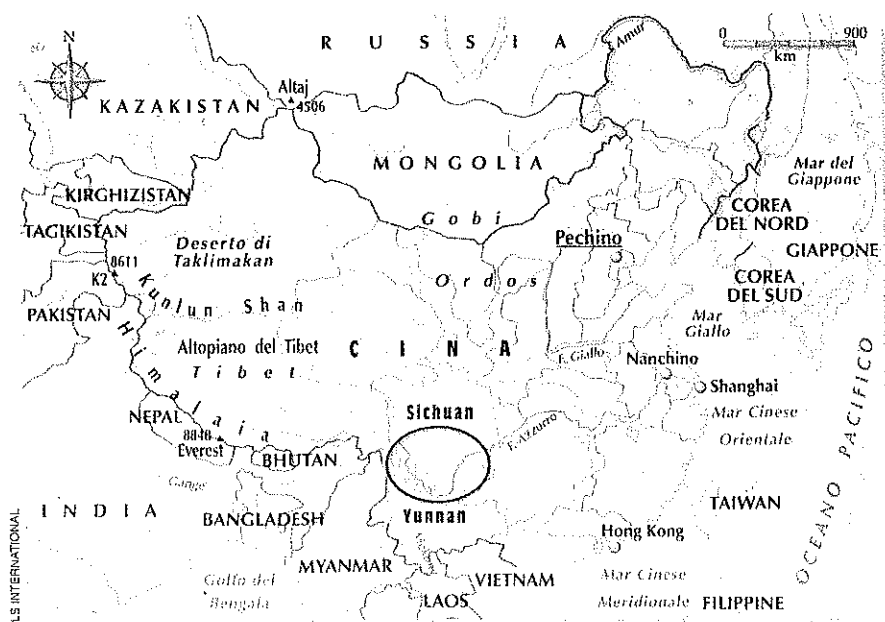 R U S S I A
N
0 900
km
Amur
Altaj
4506
KAZAKISTAN
MONGOLIA
Mar del
Giappone
KIRGHIZISTAN
Gobi
COREA
DEL NORD
TAGIKISTAN
Deserto di
Taklimakan
Pechino
GIAPPONE
8611
K2
Ordos
COREA
DEL SUD
Kunlun Shan
PAKISTAN
Mar
Giallo
Himalaia
Altopiano del Tibet
Tibet
C I N A
F. Giallo
Nanchino
Shanghai
NEPAL
Sichuan
Mar Cinese
Orientale
8848
Everest
BHUTAN
F. Azzurro
OCEANO PACIFICO
Gange
INDIA
BANGLADESH
Yunnan
TAIWAN
Hong Kong
MYANMAR
VIETNAM
Golfo del
Bengala
LAOS
Mar Cinese
Meridionale
FILIPPINE
LS INTERNATIONAL